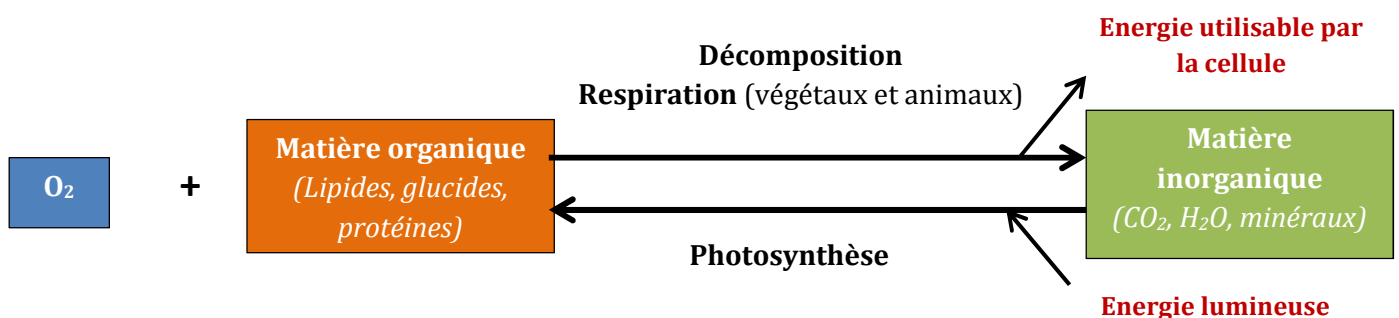 Energie utilisable par
la cellule
Décomposition
Respiration (végétaux et animaux)
O₂
+
Matière organique
(Lipides, glucides,
protéines)
Matière
inorganique
(CO₂, H₂O, minéraux)
Photosynthèse
Energie lumineuse